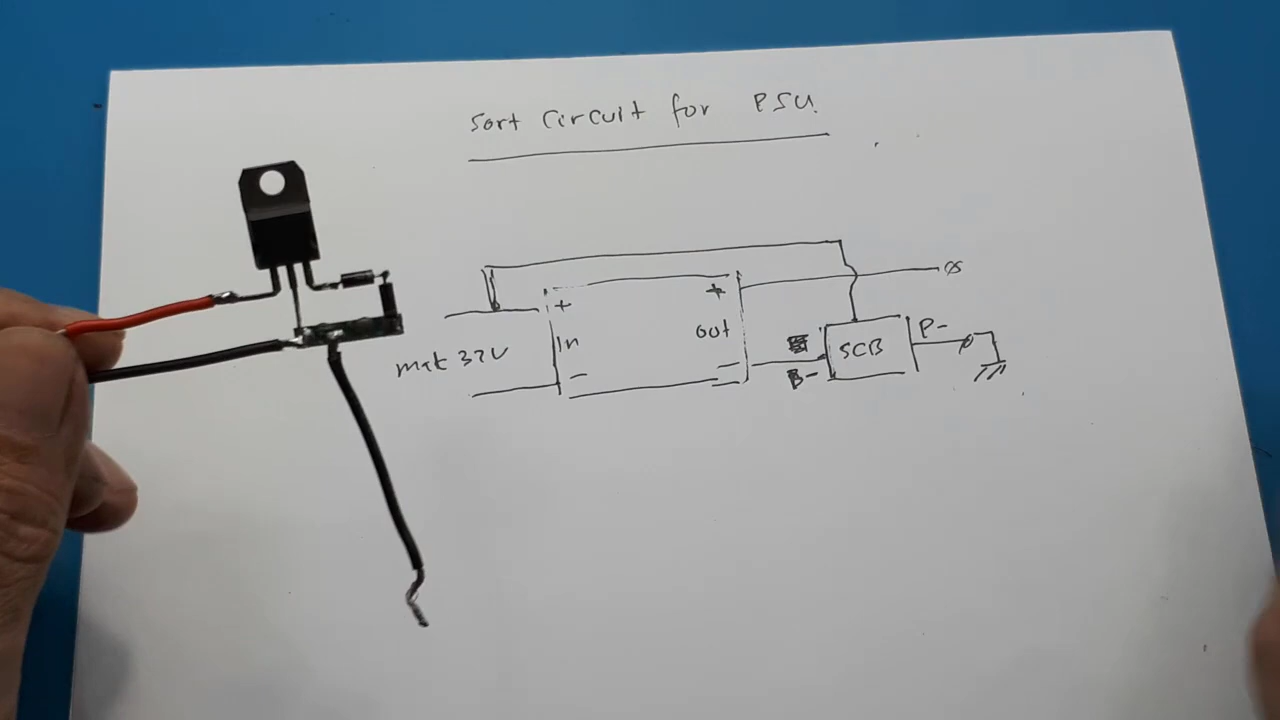 Sort Circuit for PSU.
+ +
In out
max 32V
SCB P-
- - B-